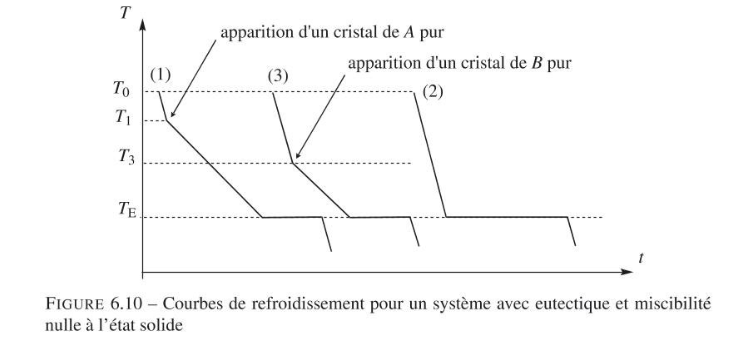 T
apparition d'un cristal de A pur
apparition d'un cristal de B pur
(1)
(3)
T0
(2)
T1
T3
TE
t
FIGURE 6.10 – Courbes de refroidissement pour un système avec eutectique et miscibilité
nulle à l'état solide